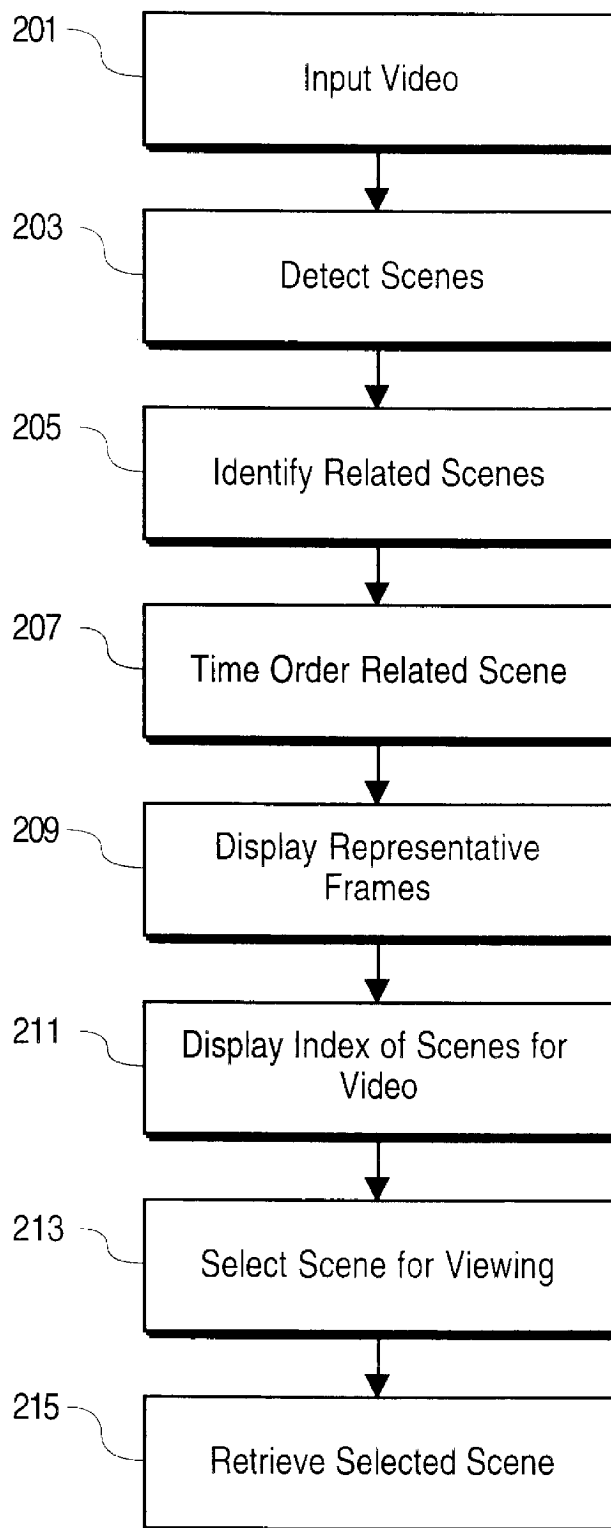 201
Input Video
203
Detect Scenes
205
Identify Related Scenes
207
Time Order Related Scene
209
Display Representative
Frames
211
Display Index of Scenes for
Video
213
Select Scene for Viewing
215
Retrieve Selected Scene